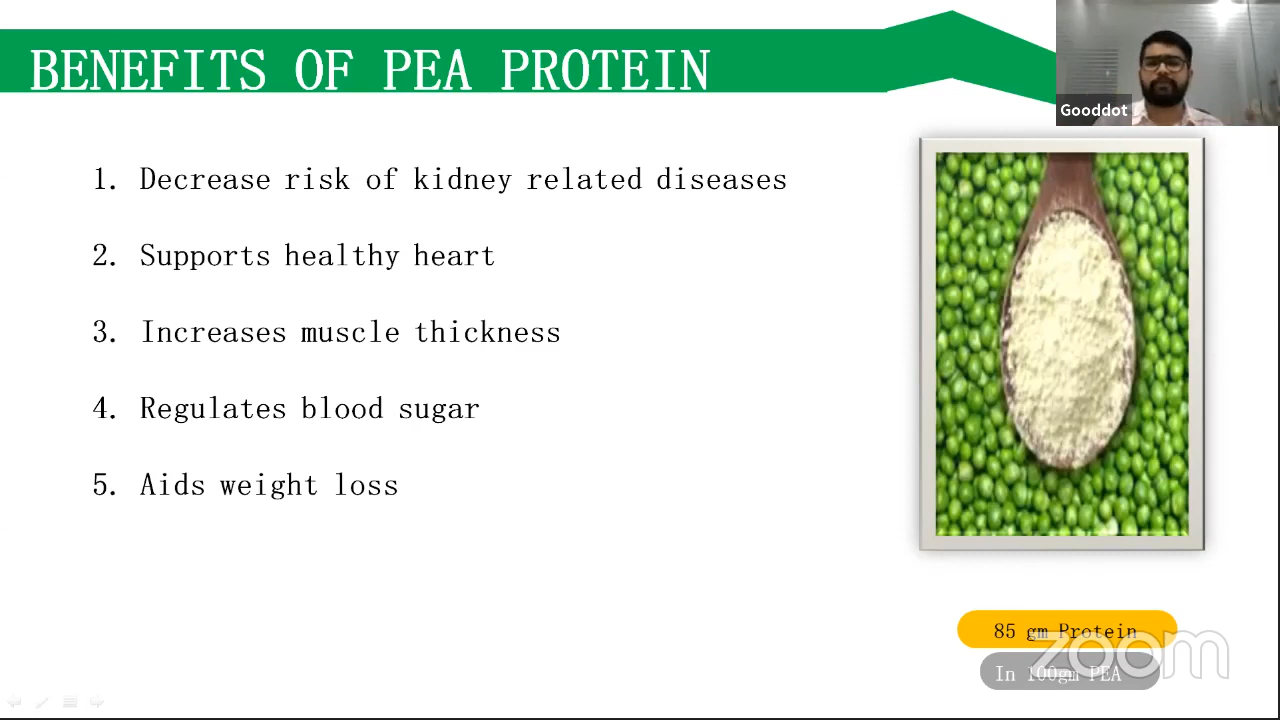 BENEFITS OF PEA PROTEIN
Gooddot
1. Decrease risk of kidney related diseases
2. Supports healthy heart
3. Increases muscle thickness
4. Regulates blood sugar
5. Aids weight loss
85 gm Protein
In 100gm PEA
zoom